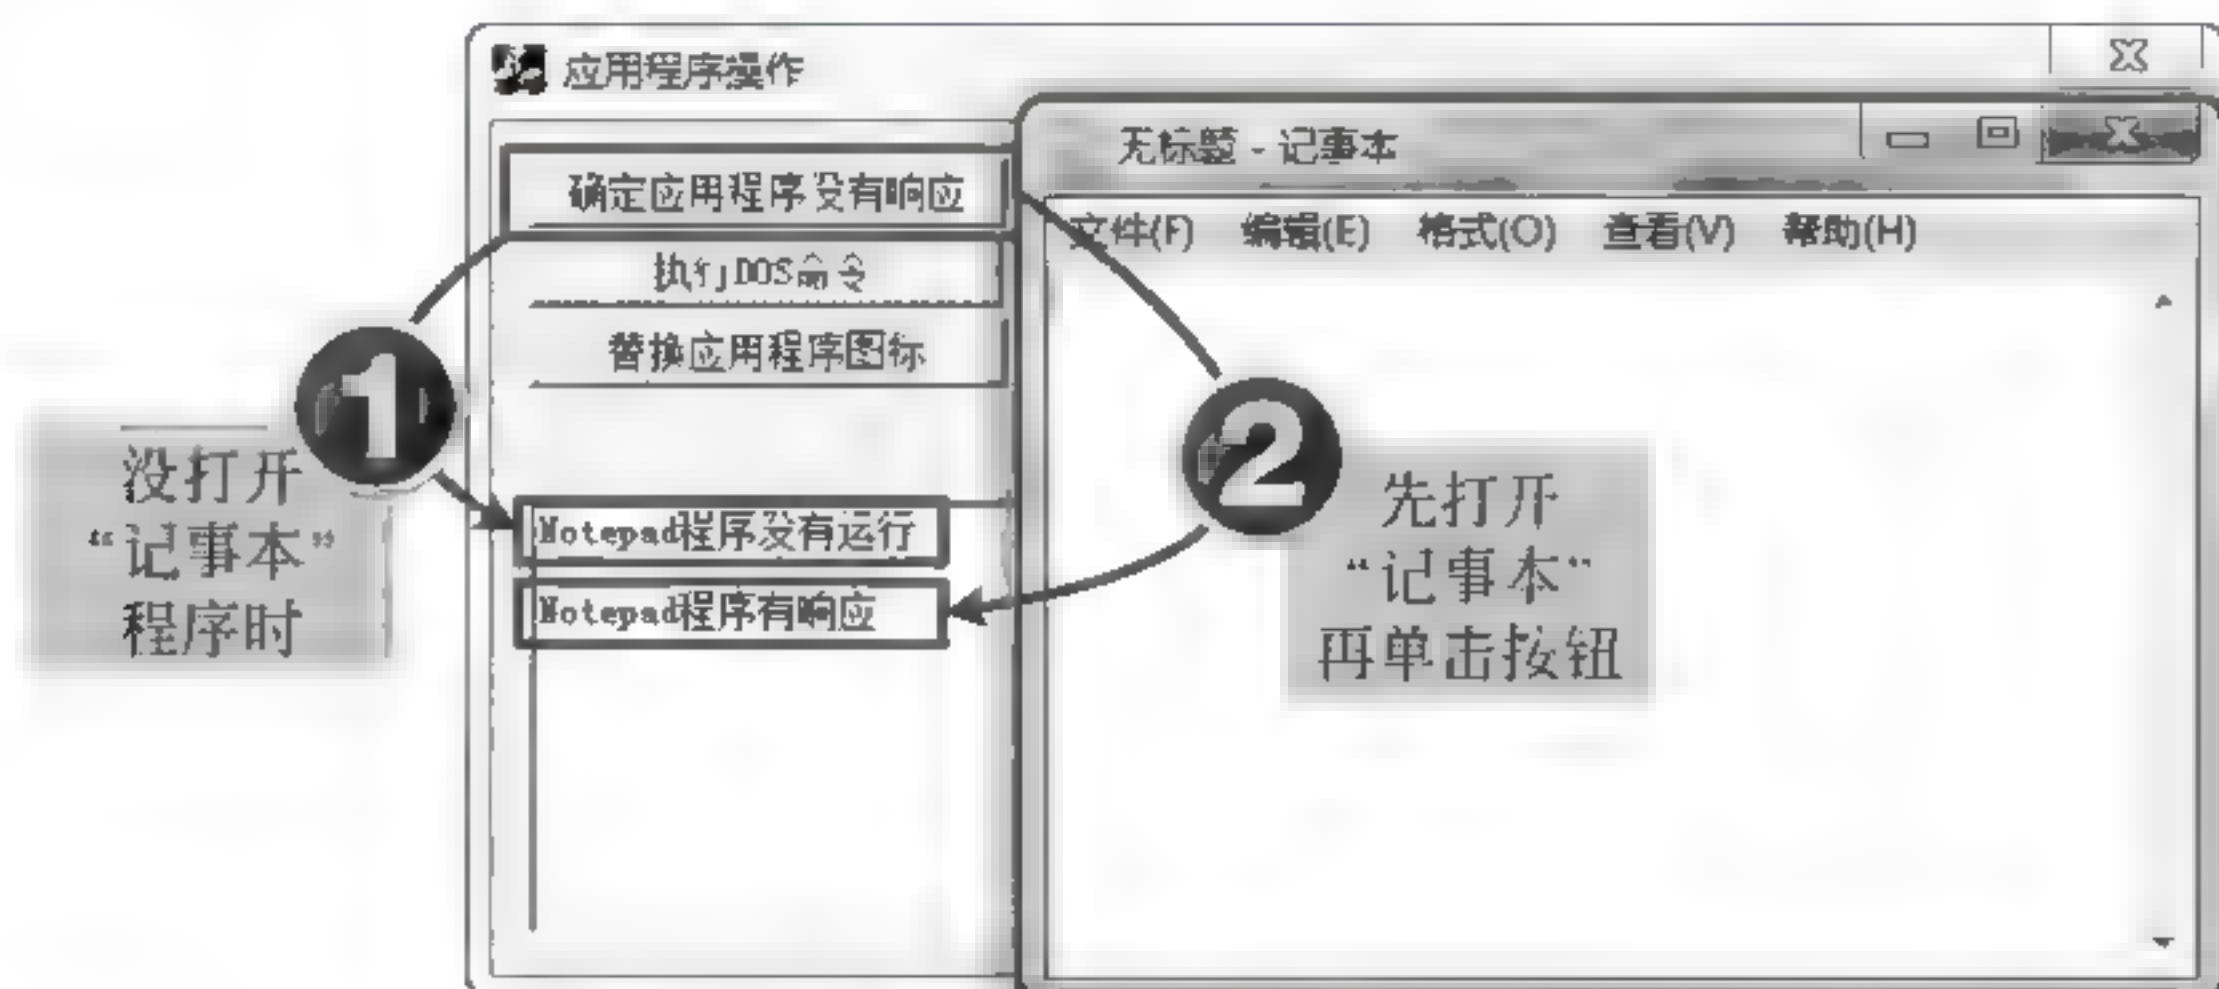 应用程序操作
无标题 - 记事本
确定应用程序没有响应
文件(F) 编辑(E) 格式(O) 查看(V) 帮助(H)
执行DOS命令
替换应用程序图标
1
没打开
“记事本”
程序时
2
先打开
“记事本”
再单击按钮
Notepad程序没有运行
Notepad程序有响应